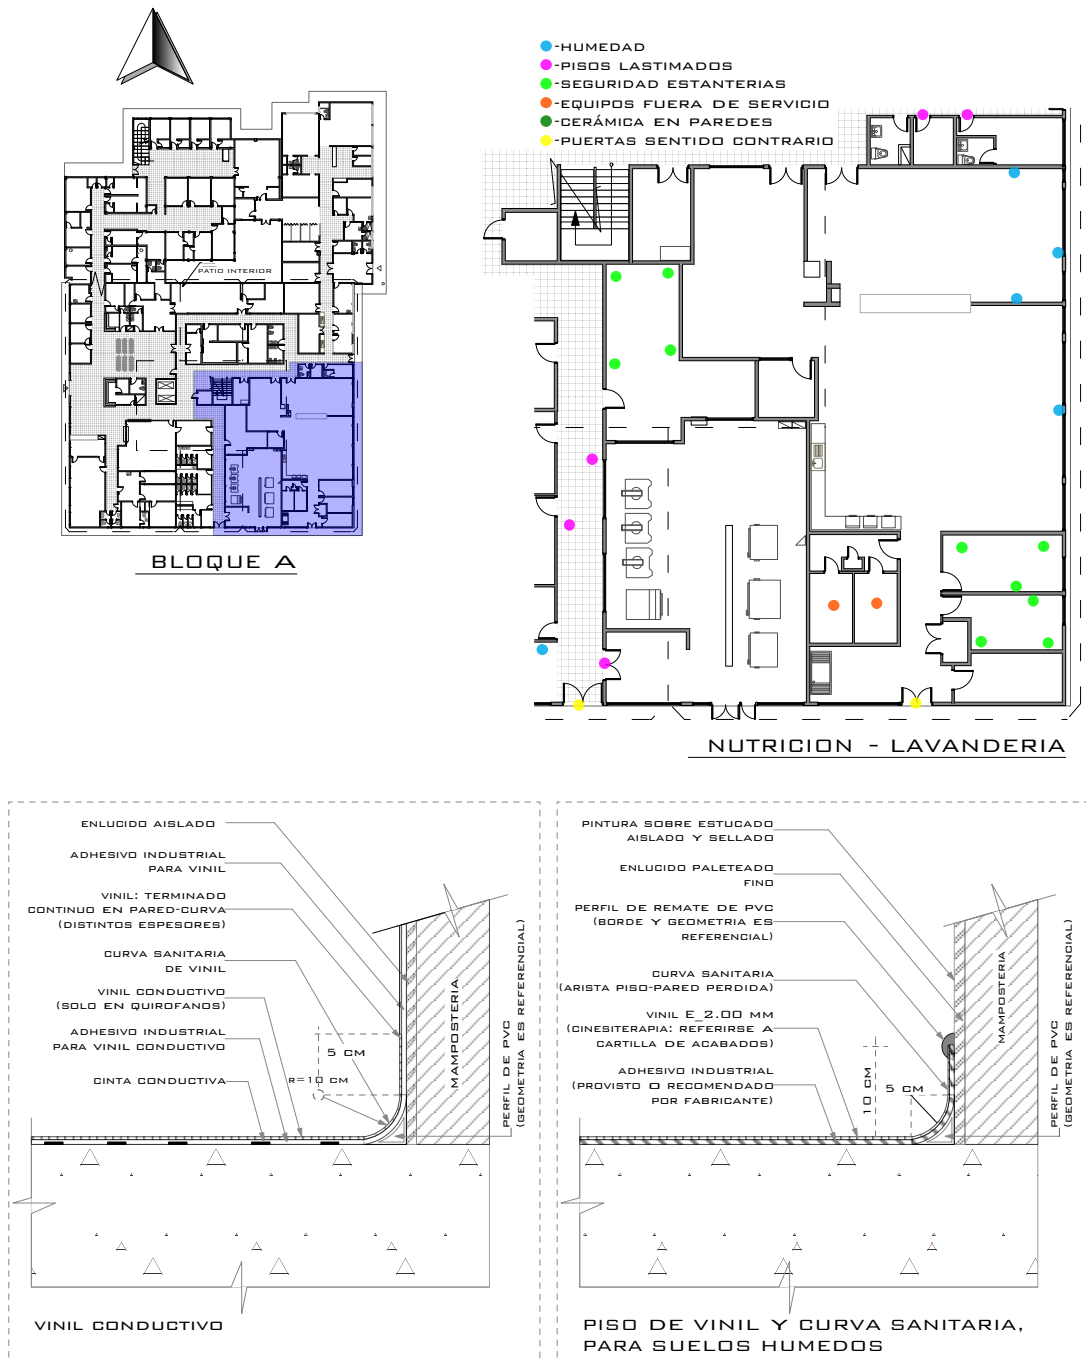 -HUMEDAD
-PISOS LASTIMADOS
-SEGURIDAD ESTANTERIAS
-EQUIPOS FUERA DE SERVICIO
-CERÁMICA EN PAREDES
-PUERTAS SENTIDO CONTRARIO
PATIO INTERIOR
BLOQUE A
NUTRICION - LAVANDERIA
ENLUCIDO AISLADO
ADHESIVO INDUSTRIAL
PARA VINIL
VINIL: TERMINADO
CONTINUO EN PARED-CURVA
(DISTINTOS ESPESORES)
CURVA SANITARIA
DE VINIL
VINIL CONDUCTIVO
(SOLO EN QUIROFANOS)
ADHESIVO INDUSTRIAL
PARA VINIL CONDUCTIVO
CINTA CONDUCTIVA
5 CM
R=10 CM
MAMPOSTERIA
PERFIL DE PVC
(GEOMETRIA ES REFERENCIAL)
VINIL CONDUCTIVO
PINTURA SOBRE ESTUCADO
AISLADO Y SELLADO
ENLUCIDO PALETEADO
FINO
PERFIL DE REMATE DE PVC
(BORDE Y GEOMETRIA ES
REFERENCIAL)
CURVA SANITARIA
(ARISTA PISO-PARED PERDIDA)
VINIL E_2.00 MM
(CINESITERAPIA: REFERIRSE A
CARTILLA DE ACABADOS)
ADHESIVO INDUSTRIAL
(PROVISTO O RECOMENDADO
POR FABRICANTE)
10 CM
5 CM
MAMPOSTERIA
PERFIL DE PVC
(GEOMETRIA ES REFERENCIAL)
PISO DE VINIL Y CURVA SANITARIA,
PARA SUELOS HUMEDOS